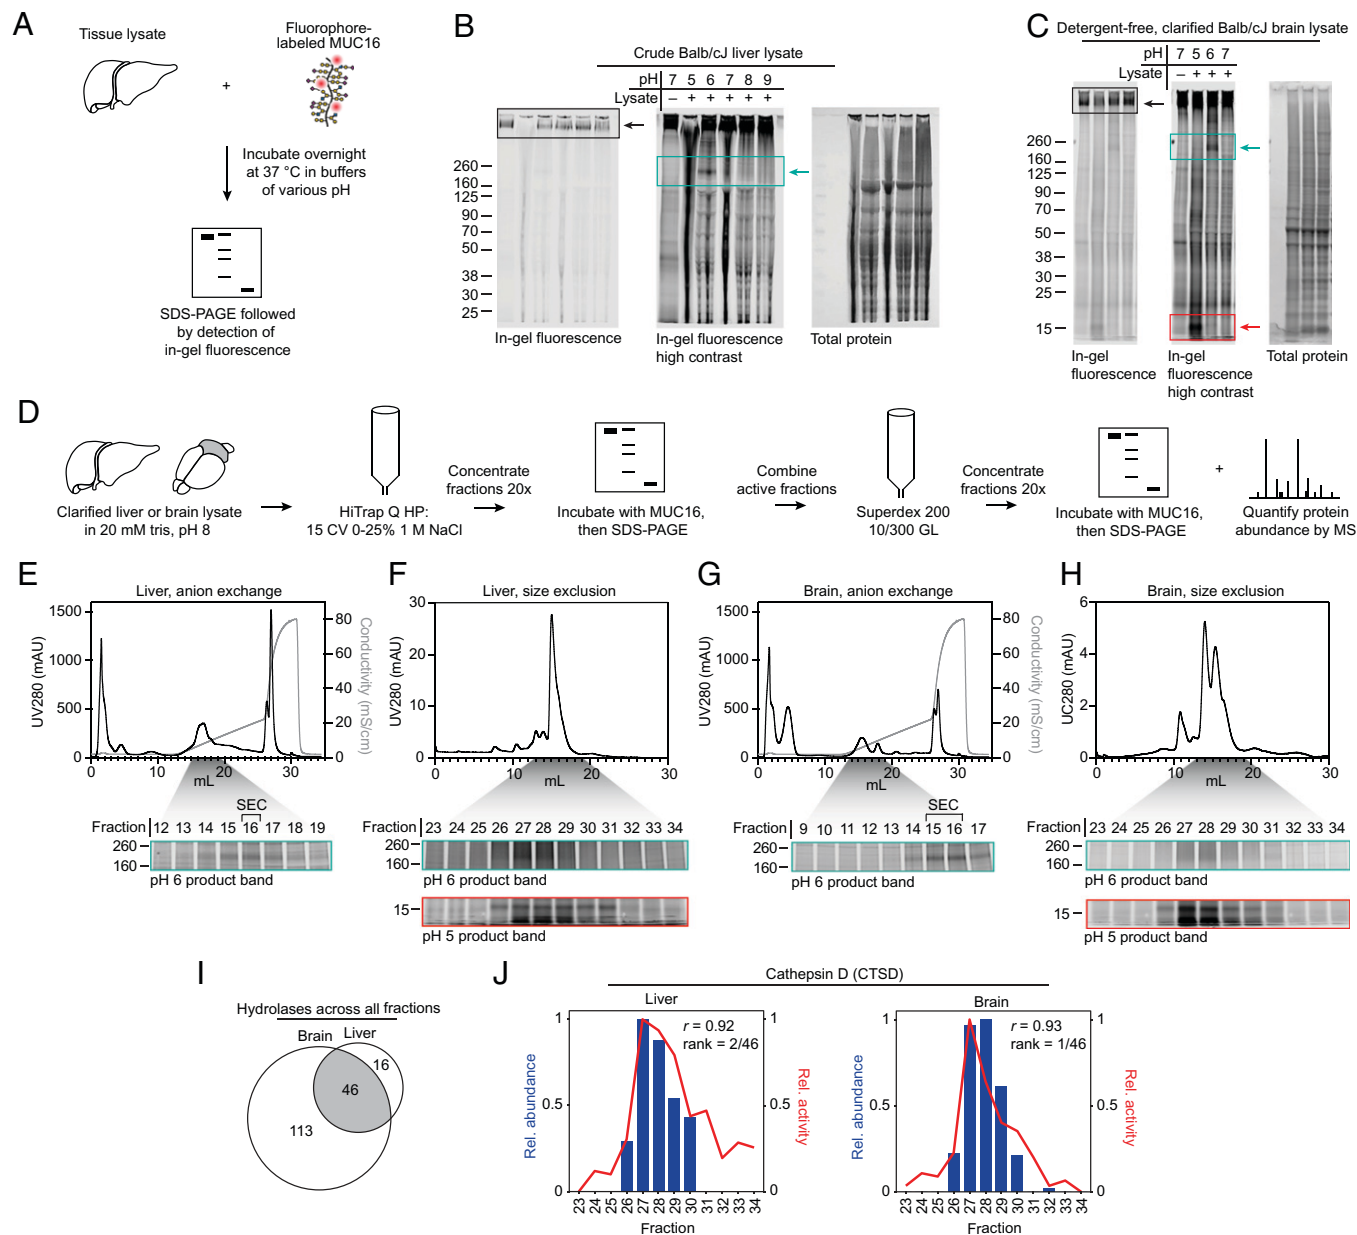 A
Tissue lysate
+
Fluorophore-
labeled MUC16
Incubate overnight
at 37 °C in buffers
of various pH
SDS-PAGE followed
by detection of
in-gel fluorescence
B
Crude Balb/cJ liver lysate
pH 7 5 6 7 8 9
Lysate – + + + + +
260
160
125
90
70
50
38
30
25
In-gel fluorescence
In-gel fluorescence
high contrast
Total protein
C
Detergent-free, clarified Balb/cJ brain lysate
pH 7 5 6 7
Lysate – + + +
260
160
125
90
70
50
38
30
25
15
In-gel
fluorescence
In-gel
fluorescence
high contrast
Total protein
D
Clarified liver or brain lysate
in 20 mM tris, pH 8
HiTrap Q HP:
15 CV 0-25% 1 M NaCl
Concentrate
fractions 20x
Incubate with MUC16,
then SDS-PAGE
Combine
active fractions
Superdex 200
10/300 GL
Concentrate
fractions 20x
Incubate with MUC16,
then SDS-PAGE
+
Quantify protein
abundance by MS
E
Liver, anion exchange
UV280 (mAU)
1500
1000
500
0
80
60
40
20
0
Conductivity (mS/cm)
0 10 20 30
mL
SEC
Fraction 12 13 14 15 16 17 18 19
260
160
pH 6 product band
F
Liver, size exclusion
UV280 (mAU)
30
20
10
0
0 10 20 30
mL
Fraction 23 24 25 26 27 28 29 30 31 32 33 34
260
160
pH 6 product band
15
pH 5 product band
G
Brain, anion exchange
UV280 (mAU)
1500
1000
500
0
80
60
40
20
0
Conductivity (mS/cm)
0 10 20 30
mL
SEC
Fraction 9 10 11 12 13 14 15 16 17
260
160
pH 6 product band
H
Brain, size exclusion
UC280 (mAU)
6
4
2
0
0 10 20 30
mL
Fraction 23 24 25 26 27 28 29 30 31 32 33 34
260
160
pH 6 product band
15
pH 5 product band
I
Hydrolases across all fractions
Brain
Liver
16
46
113
J
Cathepsin D (CTSD)
Liver
r = 0.92
rank = 2/46
Rel. abundance
1
0.5
0
1
0.5
0
Rel. activity
23 24 25 26 27 28 29 30 31 32 33 34
Fraction
Brain
r = 0.93
rank = 1/46
Rel. abundance
1
0.5
0
1
0.5
0
Rel. activity
23 24 25 26 27 28 29 30 31 32 33 34
Fraction